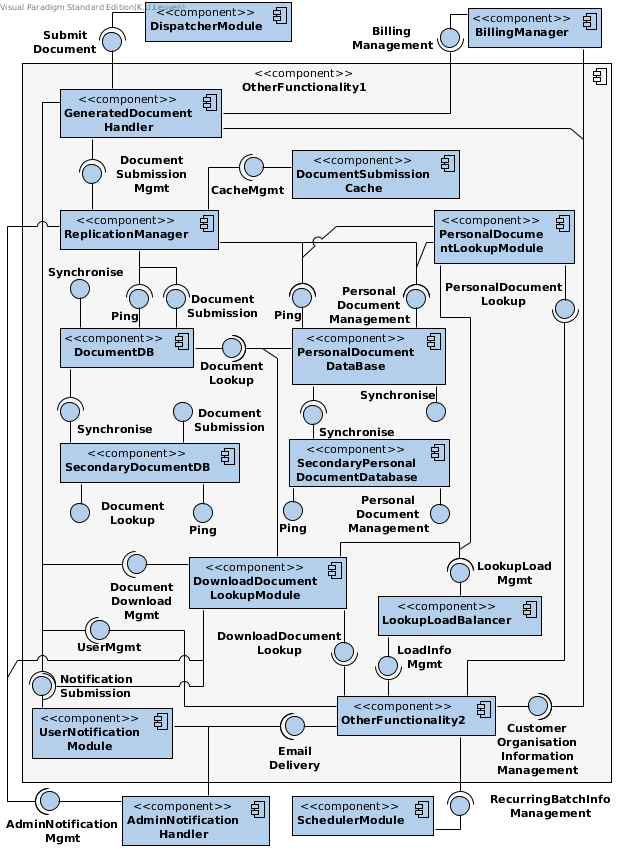 Visual Paradigm Standard Edition(K.U.Leuven)
<<component>>
DispatcherModule
Submit
Document
Billing
Management
<<component>>
BillingManager
<<component>>
OtherFunctionality1
<<component>>
GeneratedDocument
Handler
Document
Submission
Mgmt
CacheMgmt
<<component>>
DocumentSubmission
Cache
<<component>>
ReplicationManager
<<component>>
PersonalDocume
ntLookupModule
Synchronise
Ping
Document
Submission
Ping
Personal
Document
Management
PersonalDocument
Lookup
<<component>>
DocumentDB
Document
Lookup
<<component>>
PersonalDocument
DataBase
Synchronise
Document
Submission
Synchronise
Synchronise
<<component>>
SecondaryDocumentDB
<<component>>
SecondaryPersonal
DocumentDatabase
Document
Lookup
Ping
Ping
Personal
Document
Management
Document
Download
Mgmt
<<component>>
DownloadDocument
LookupModule
LookupLoad
Mgmt
<<component>>
LookupLoadBalancer
UserMgmt
DownloadDocument
Lookup
LoadInfo
Mgmt
Notification
Submission
<<component>>
UserNotification
Module
Email
Delivery
<<component>>
OtherFunctionality2
Customer
Organisation
Information
Management
AdminNotification
Mgmt
<<component>>
AdminNotification
Handler
<<component>>
SchedulerModule
RecurringBatchInfo
Management